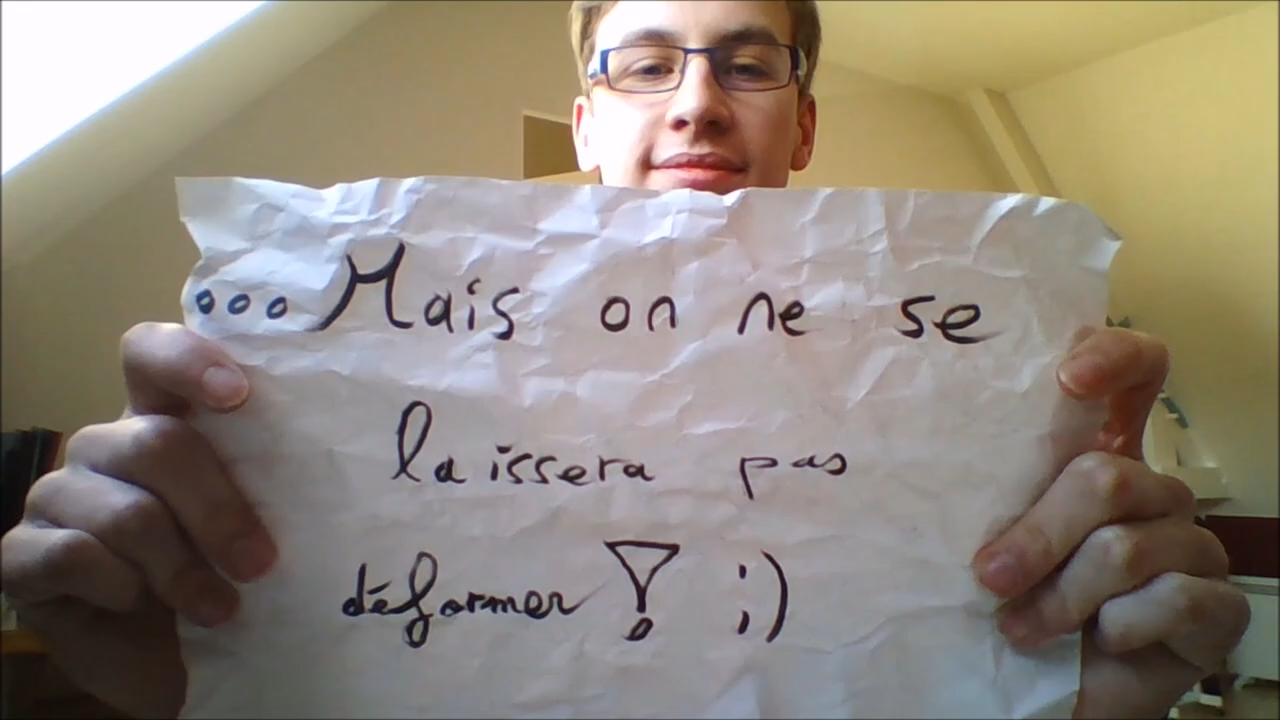 ...Mais on ne se
laissera pas
déformer ! ;)